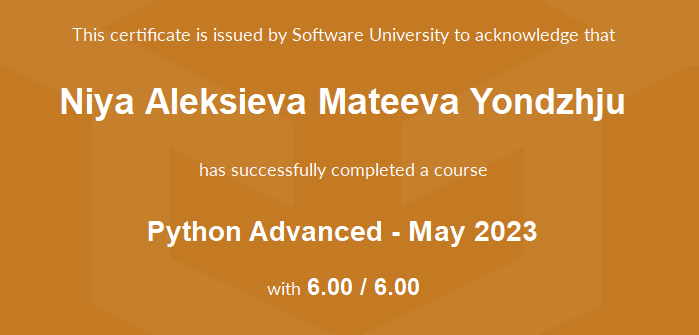 This certificate is issued by Software University to acknowledge that
Niya Aleksieva Mateeva Yondzhju
has successfully completed a course
Python Advanced - May 2023
with 6.00 / 6.00